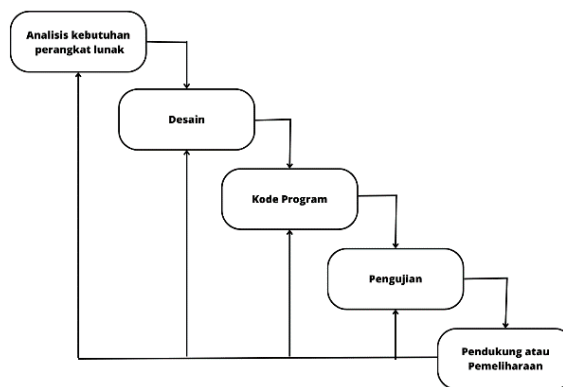 Analisis kebutuhan
perangkat lunak
Desain
Kode Program
Pengujian
Pendukung atau
Pemeliharaan